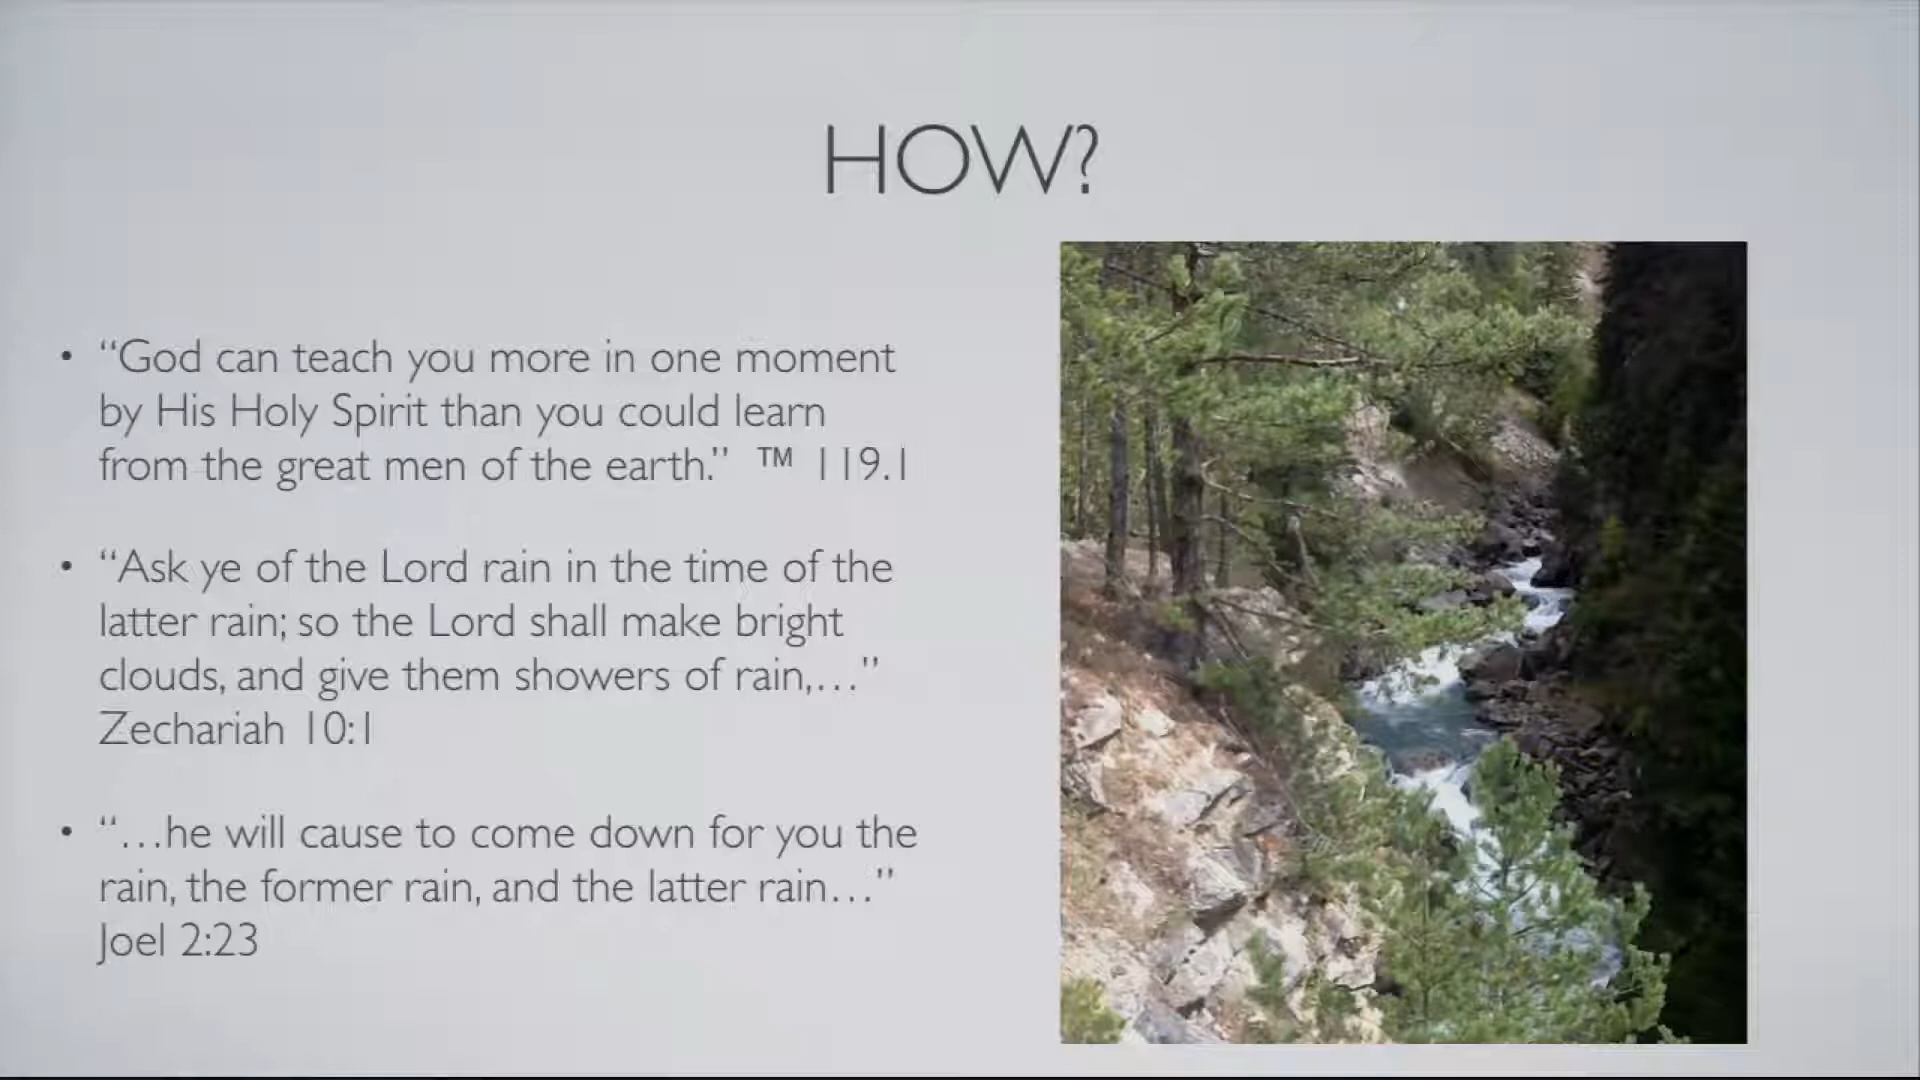 HOW?
• “God can teach you more in one moment
by His Holy Spirit than you could learn
from the great men of the earth.” ™ 119.1
• “Ask ye of the Lord rain in the time of the
latter rain; so the Lord shall make bright
clouds, and give them showers of rain,…”
Zechariah 10:1
• “…he will cause to come down for you the
rain, the former rain, and the latter rain…”
Joel 2:23